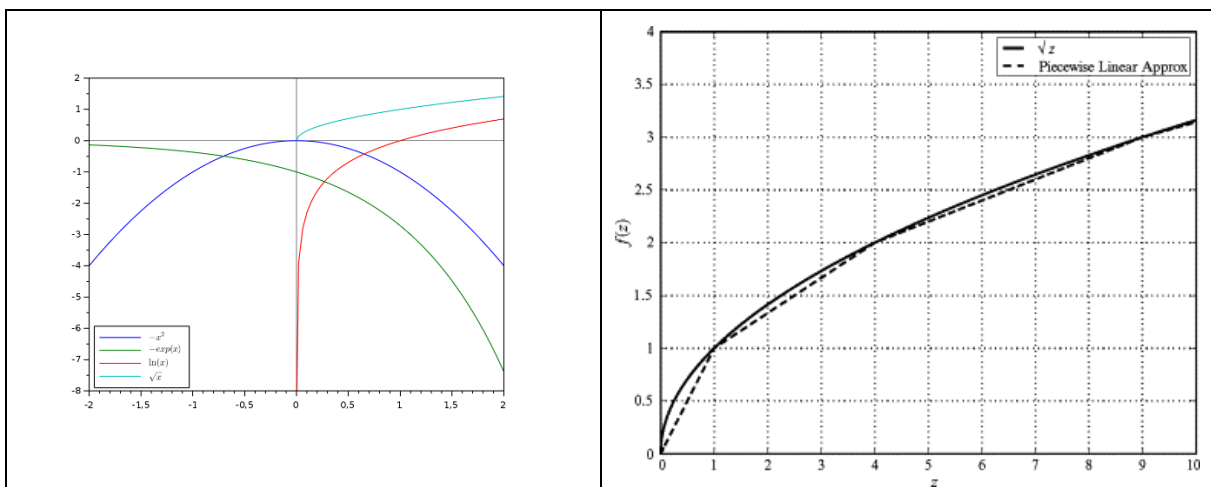 2
1
0
-1
-2
-3
-4
-5
-6
-7
-8
-x²
-exp(x)
ln(x)
√x
-2 -1,5 -1 -0,5 0 0,5 1 1,5 2
4
3.5
3
2.5
2
1.5
1
0.5
0
f(z)
√z
Piecewise Linear Approx
0 1 2 3 4 5 6 7 8 9 10
z